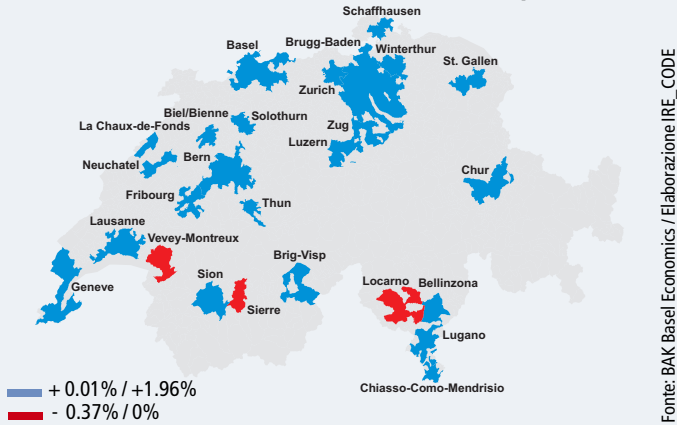 Schaffhausen
Basel
Brugg-Baden
Winterthur
St. Gallen
Zurich
Biel/Bienne
Solothurn
La Chaux-de-Fonds
Zug
Luzern
Neuchatel
Bern
Chur
Fribourg
Thun
Lausanne
Vevey-Montreux
Brig-Visp
Sion
Locarno
Bellinzona
Geneve
Sierre
Lugano
Chiasso-Como-Mendrisio
+ 0.01% / +1.96%
- 0.37% / 0%
Fonte: BAK Basel Economics / Elaborazione IRE_CODE